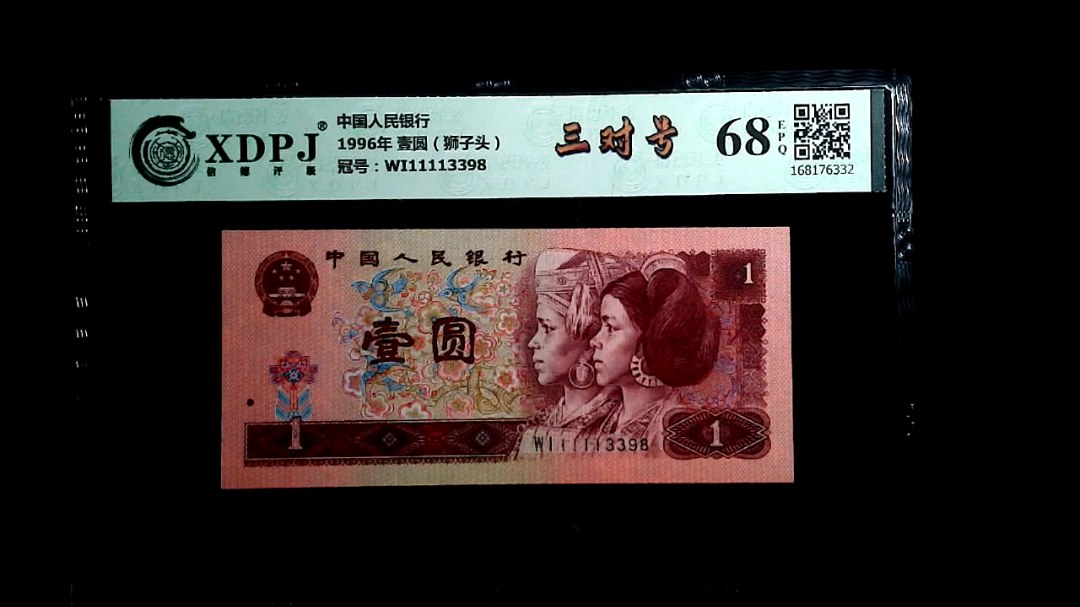 XDPJ®
信德评级
中国人民银行
1996年 壹圆（狮子头）
冠号：WI11113398
三对号
68
EPQ
168176332
中国人民银行
壹圆
1
1
1
WI11113398